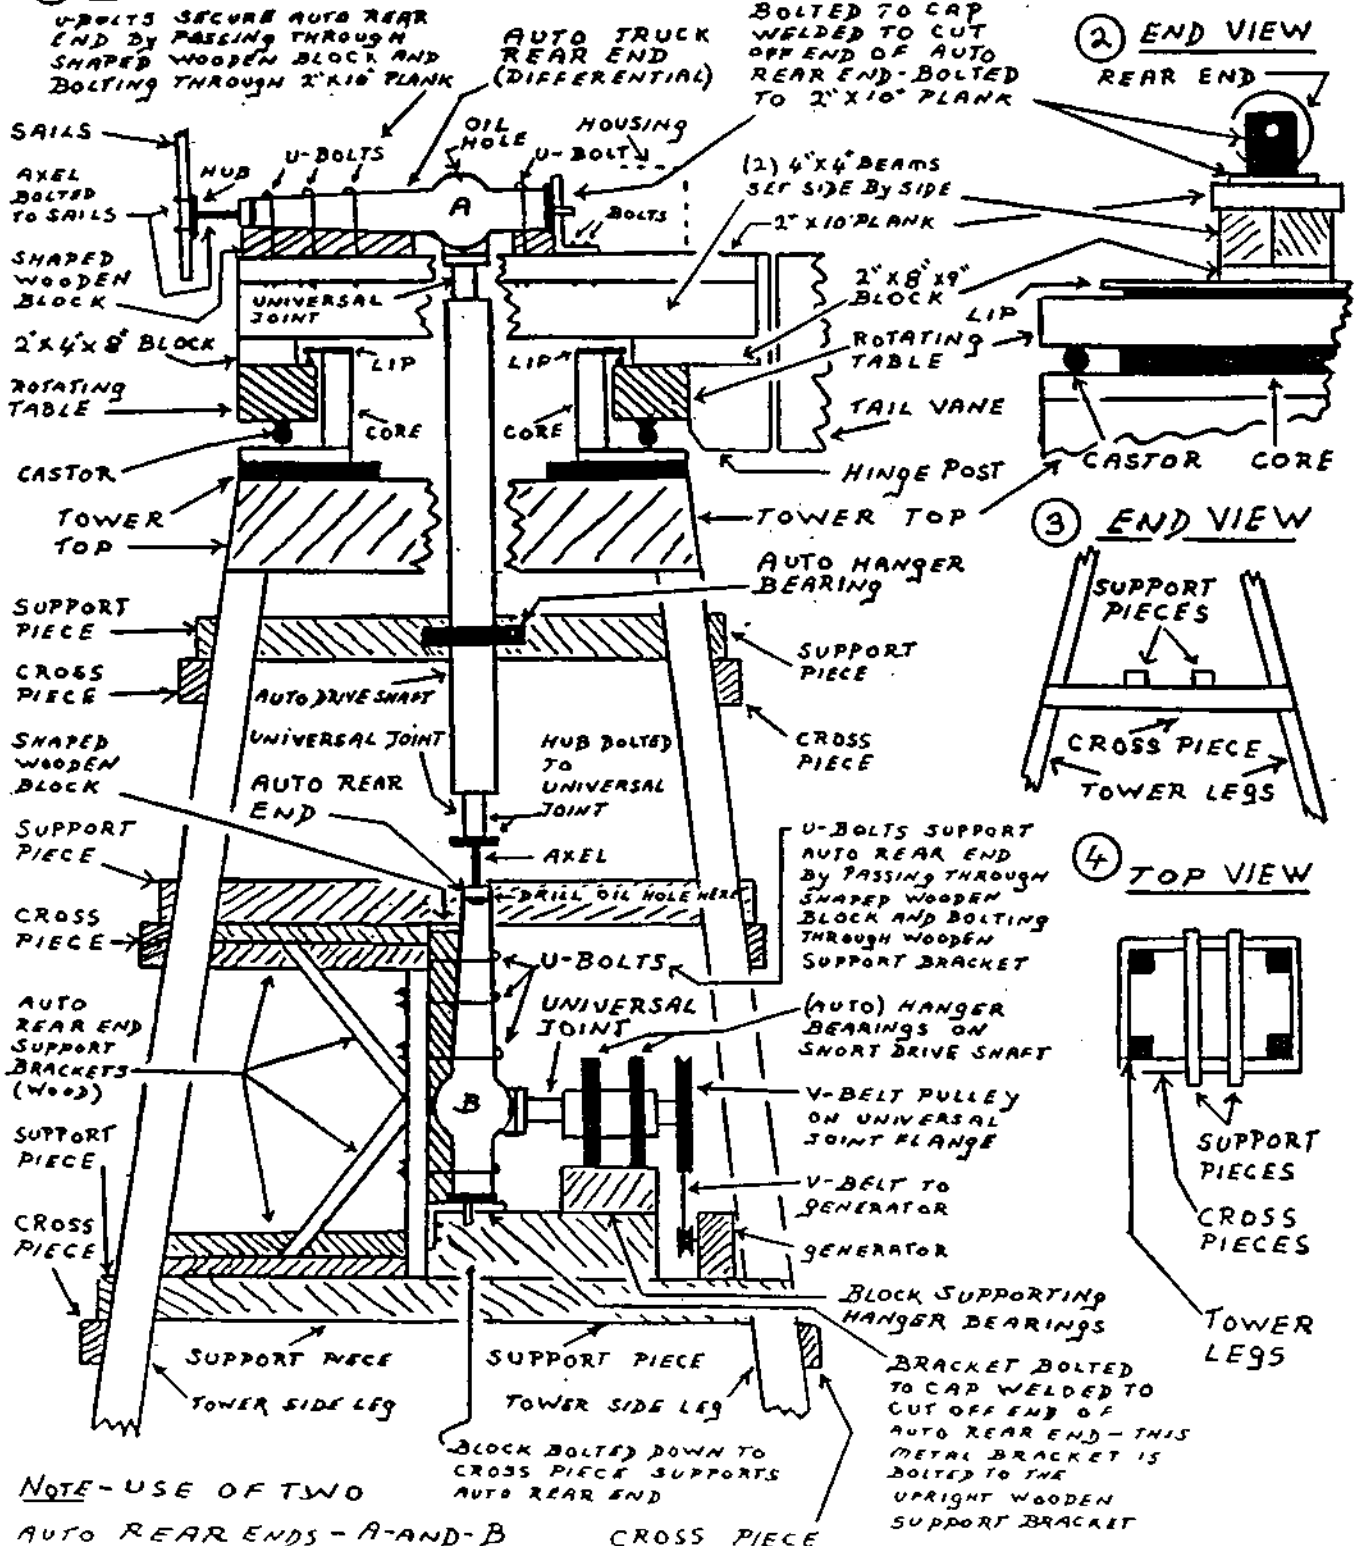 U-BOLTS SECURE AUTO REAR
END By PASSING THROUGH
SHAPED WOODEN BLOCK AND
BOLTING THROUGH 2"X10" PLANK
AUTO TRUCK
REAR END
(DIFFERENTIAL)
BOLTED TO CAP
WELDED TO CUT
OFF END OF AUTO
REAR END-BOLTED
TO 2"X10" PLANK
2 END VIEW
REAR END
SAILS
HUB
U-BOLTS
OIL
HOLE
HOUSING
U-BOLT
AXEL
BOLTED
TO SAILS
A
BOLTS
(2) 4"X4" BEAMS
SET SIDE By SIDE
2" X10" PLANK
SHAPED
WOODEN
BLOCK
UNIVERSAL
JOINT
2"X8"X9"
BLOCK
LIP
2"X4"X8" BLOCK
LIP
LIP
ROTATING
TABLE
ROTATING
TABLE
CORE
CORE
TAIL VANE
CASTOR
HINGE POST
CASTOR
CORE
TOWER
TOP
TOWER TOP
3 END VIEW
AUTO HANGER
BEARING
SUPPORT
PIECES
SUPPORT
PIECE
SUPPORT
PIECE
CROSS
PIECE
AUTO DRIVE SHAFT
CROSS
PIECE
CROSS PIECE
TOWER LEGS
SHAPED
WOODEN
BLOCK
UNIVERSAL JOINT
HUB BOLTED
TO
UNIVERSAL
JOINT
AUTO REAR
END
SUPPORT
PIECE
AXEL
U-BOLTS SUPPORT
AUTO REAR END
By PASSING THROUGH
SHAPED WOODEN
BLOCK AND BOLTING
THROUGH WOODEN
SUPPORT BRACKET
4 TOP VIEW
DRILL OIL HOLE HERE
CROSS
PIECE
U-BOLTS
AUTO
REAR END
SUPPORT
BRACKETS
(WOOD)
UNIVERSAL
JOINT
(AUTO) HANGER
BEARINGS ON
SHORT DRIVE SHAFT
B
V-BELT PULLEY
ON UNIVERSAL
JOINT FLANGE
SUPPORT
PIECE
SUPPORT
PIECES
V-BELT TO
GENERATOR
CROSS
PIECE
CROSS
PIECES
GENERATOR
BLOCK SUPPORTING
HANGER BEARINGS
TOWER
LEGS
SUPPORT PIECE
SUPPORT PIECE
TOWER SIDE LEG
TOWER SIDE LEG
BRACKET BOLTED
TO CAP WELDED TO
CUT OFF END OF
AUTO REAR END-THIS
METAL BRACKET IS
BOLTED TO THE
UPRIGHT WOODEN
SUPPORT BRACKET
BLOCK BOLTED DOWN TO
CROSS PIECE SUPPORTS
AUTO REAR END
NOTE-USE OF TWO
AUTO REAR ENDS-A-AND-B
CROSS PIECE